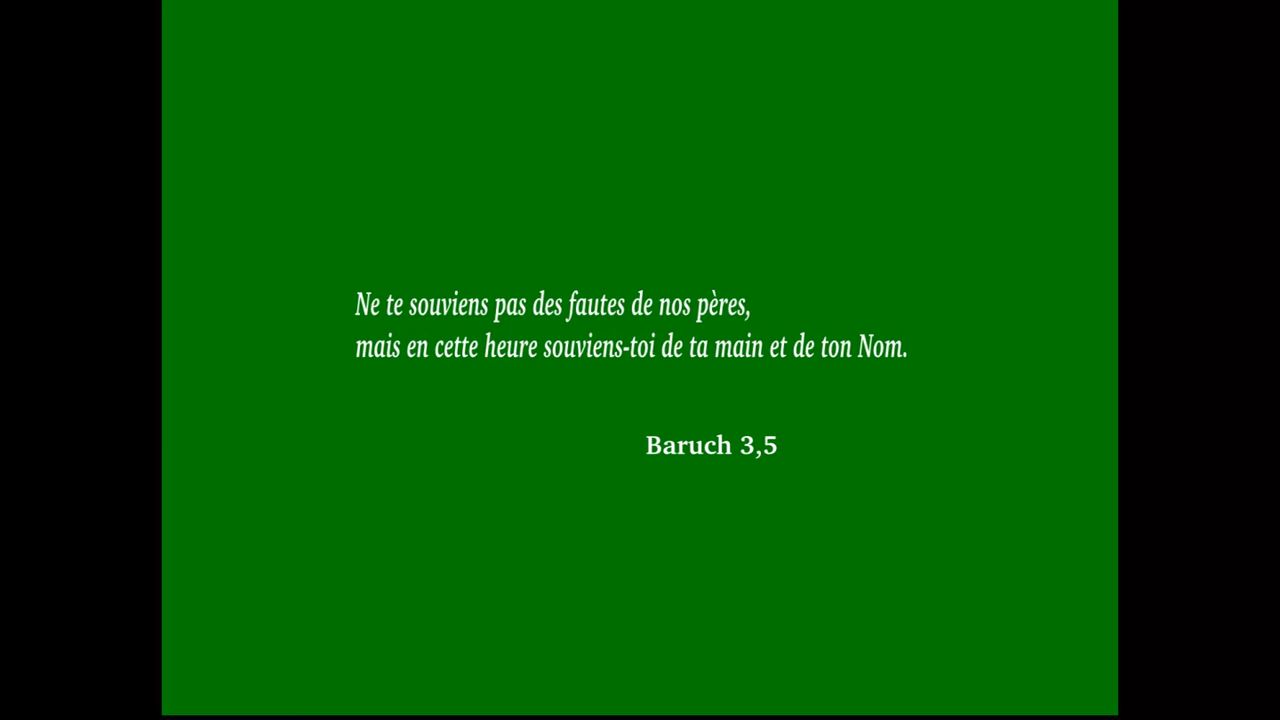 Ne te souviens pas des fautes de nos pères,
mais en cette heure souviens-toi de ta main et de ton Nom.
Baruch 3,5